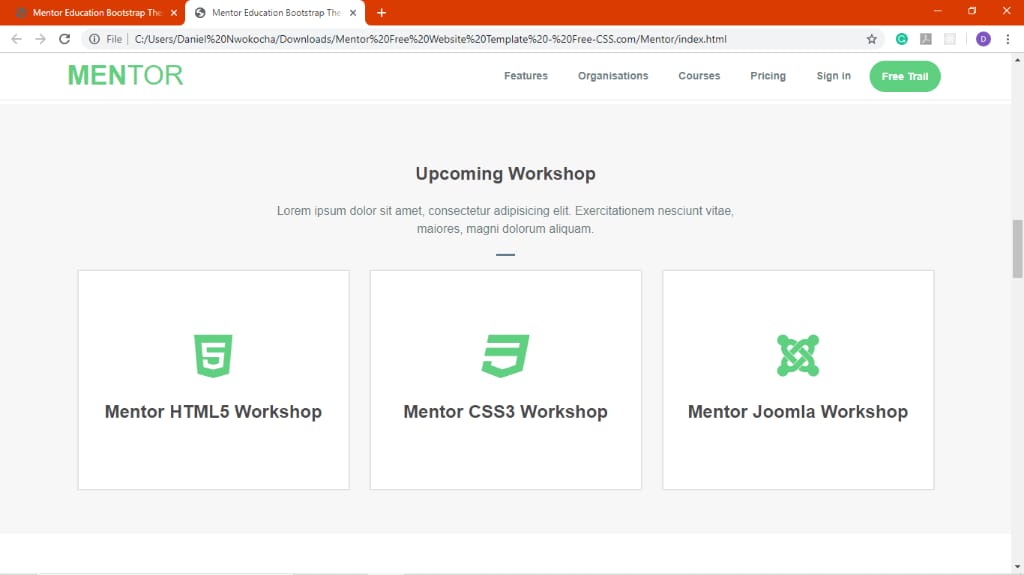 Mentor Education Bootstrap The
Mentor Education Bootstrap The
File
C:/Users/Daniel%20Nwokocha/Downloads/Mentor%20Free%20Website%20Template%20-%20Free-CSS.com/Mentor/index.html
D
MENTOR
Features
Organisations
Courses
Pricing
Sign in
Free Trail
Upcoming Workshop
Lorem ipsum dolor sit amet, consectetur adipisicing elit. Exercitationem nesciunt vitae,
maiores, magni dolorum aliquam.
5
Mentor HTML5 Workshop
Mentor CSS3 Workshop
Mentor Joomla Workshop